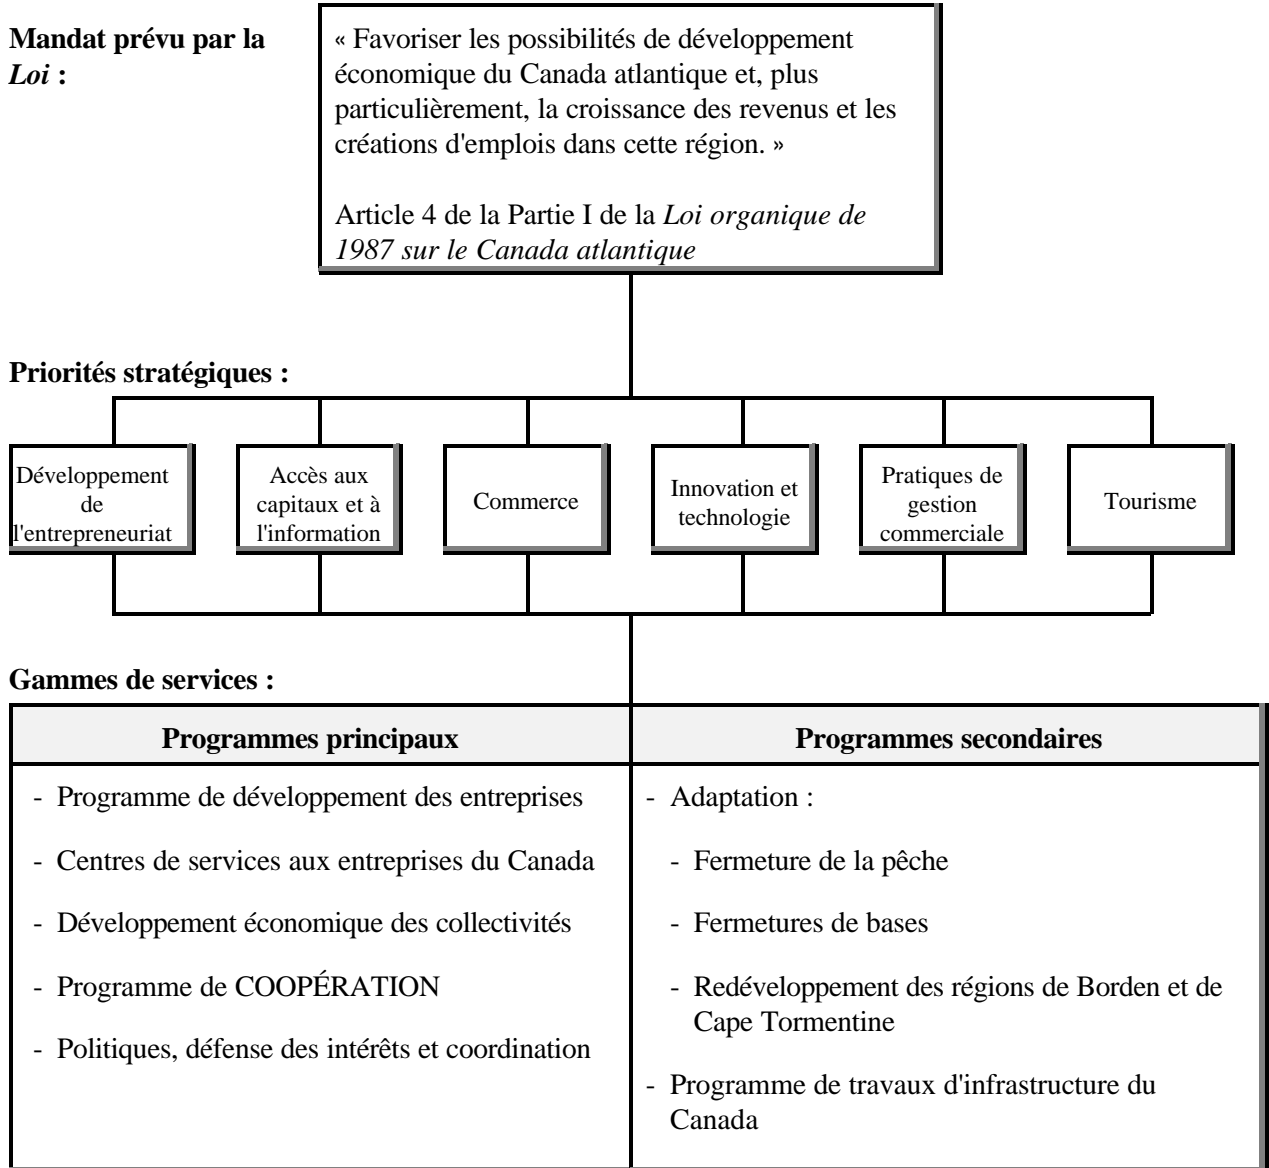 Mandat prévu par la
Loi :
« Favoriser les possibilités de développement
économique du Canada atlantique et, plus
particulièrement, la croissance des revenus et les
créations d'emplois dans cette région. »
Article 4 de la Partie I de la Loi organique de
1987 sur le Canada atlantique
Priorités stratégiques :
Développement
de
l'entrepreneuriat
Accès aux
capitaux et à
l'information
Commerce
Innovation et
technologie
Pratiques de
gestion
commerciale
Tourisme
Gammes de services :
Programmes principaux
- Programme de développement des entreprises
- Centres de services aux entreprises du Canada
- Développement économique des collectivités
- Programme de COOPÉRATION
- Politiques, défense des intérêts et coordination
Programmes secondaires
- Adaptation :
- Fermeture de la pêche
- Fermetures de bases
- Redéveloppement des régions de Borden et de
Cape Tormentine
- Programme de travaux d'infrastructure du
Canada